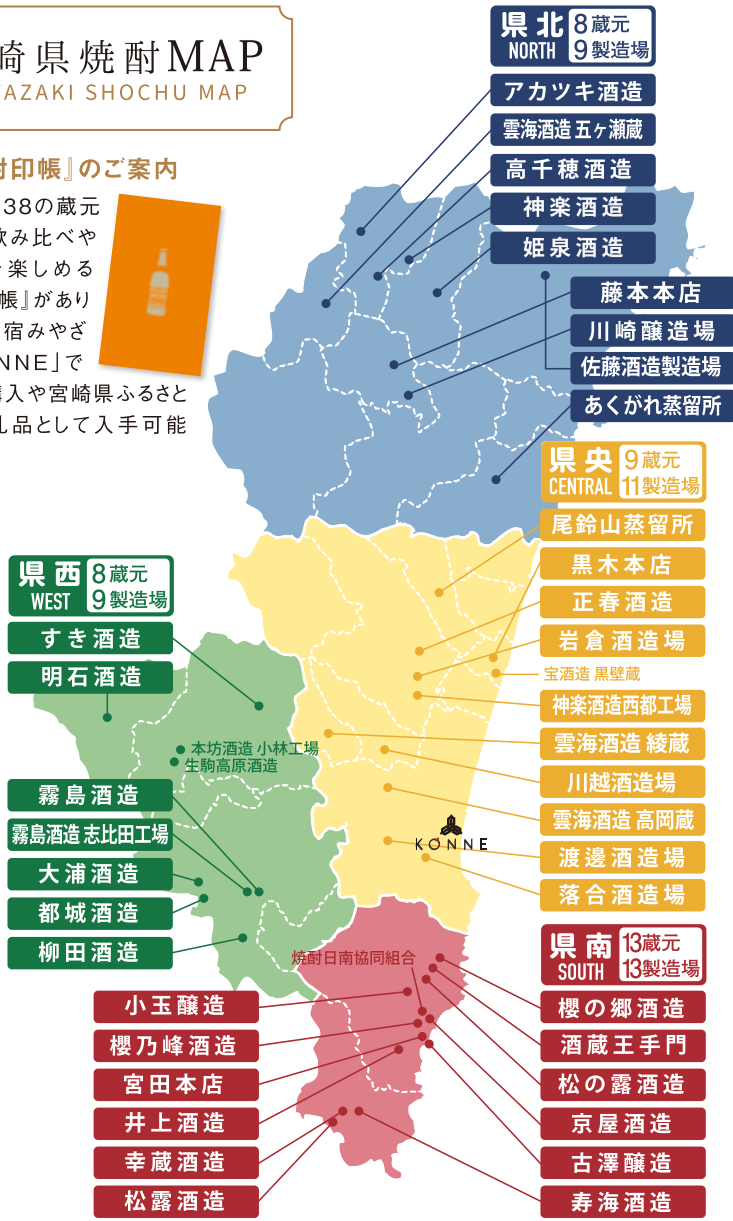 崎県焼酎MAP
AZAKI SHOCHU MAP
県北
NORTH
8蔵元
9製造場
アカツキ酒造
雲海酒造 五ヶ瀬蔵
高千穂酒造
神楽酒造
姫泉酒造
藤本本店
川崎醸造場
佐藤酒造製造場
あくがれ蒸留所
印帳』のご案内
38の蔵元
飲み比べや
楽しめる
帳』があり
宿みやざ
NNE」で
購入や宮崎県ふるさと
礼品として入手可能
県央
CENTRAL
9蔵元
11製造場
尾鈴山蒸留所
黒木本店
正春酒造
岩倉酒造場
宝酒造 黒壁蔵
神楽酒造西都工場
雲海酒造 綾蔵
川越酒造場
雲海酒造 高岡蔵
渡邊酒造場
落合酒造場
KONNE
県西
WEST
8蔵元
9製造場
すき酒造
明石酒造
本坊酒造 小林工場
生駒高原酒造
霧島酒造
霧島酒造 志比田工場
大浦酒造
都城酒造
柳田酒造
県南
SOUTH
13蔵元
13製造場
焼酎日南協同組合
櫻の郷酒造
酒蔵王手門
松の露酒造
京屋酒造
古澤醸造
寿海酒造
小玉醸造
櫻乃峰酒造
宮田本店
井上酒造
幸蔵酒造
松露酒造